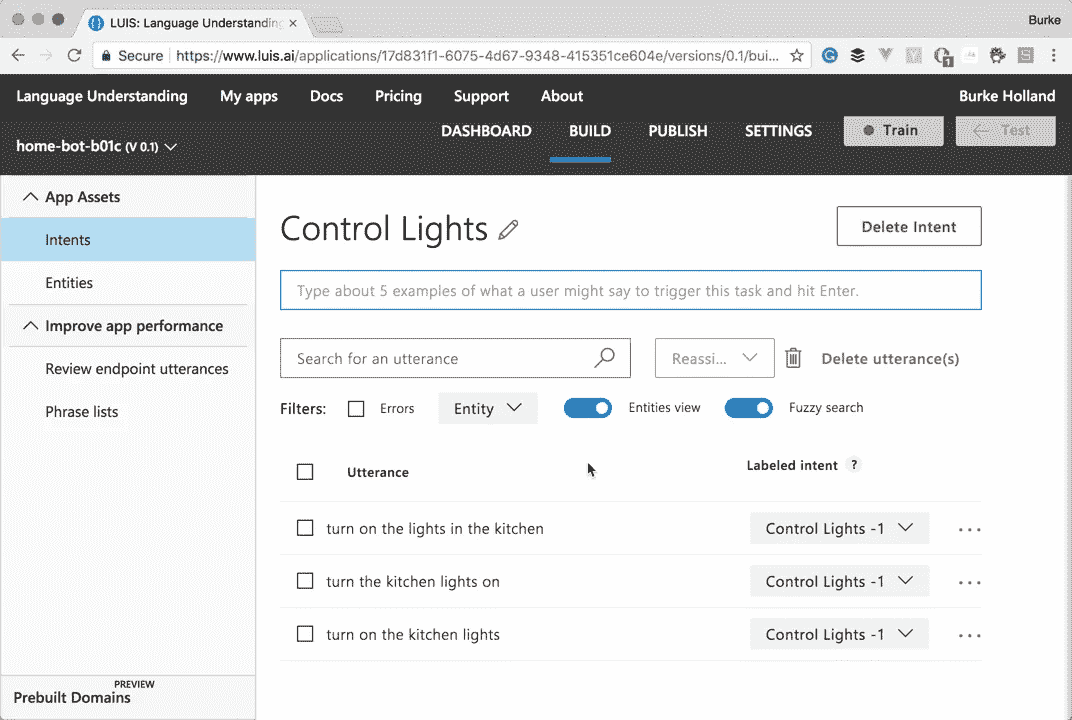 LUIS: Language Understanding
Burke
Secure
https://www.luis.ai/applications/17d831f1-6075-4d67-9348-415351ce604e/versions/0.1/bui...
Language Understanding My apps Docs Pricing Support About Burke Holland
home-bot-b01c (V 0.1) DASHBOARD BUILD PUBLISH SETTINGS Train Test
App Assets
Intents
Entities
Improve app performance
Review endpoint utterances
Phrase lists
PREVIEW
Prebuilt Domains
Control Lights Delete Intent
Type about 5 examples of what a user might say to trigger this task and hit Enter.
Search for an utterance Reassi... Delete utterance(s)
Filters: Errors Entity Entities view Fuzzy search
Utterance Labeled intent ?
turn on the lights in the kitchen Control Lights -1 ...
turn the kitchen lights on Control Lights -1 ...
turn on the kitchen lights Control Lights -1 ...